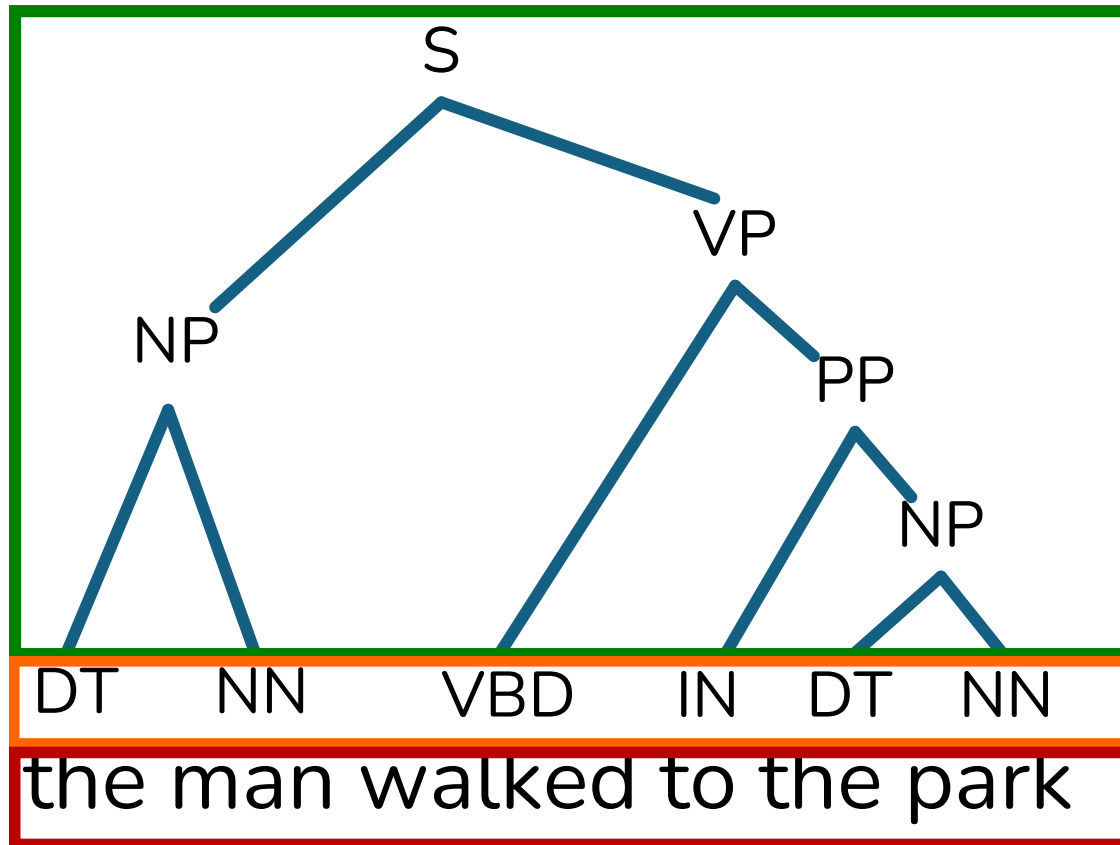 S
VP
NP
PP
NP
DT NN VBD IN DT NN
the man walked to the park